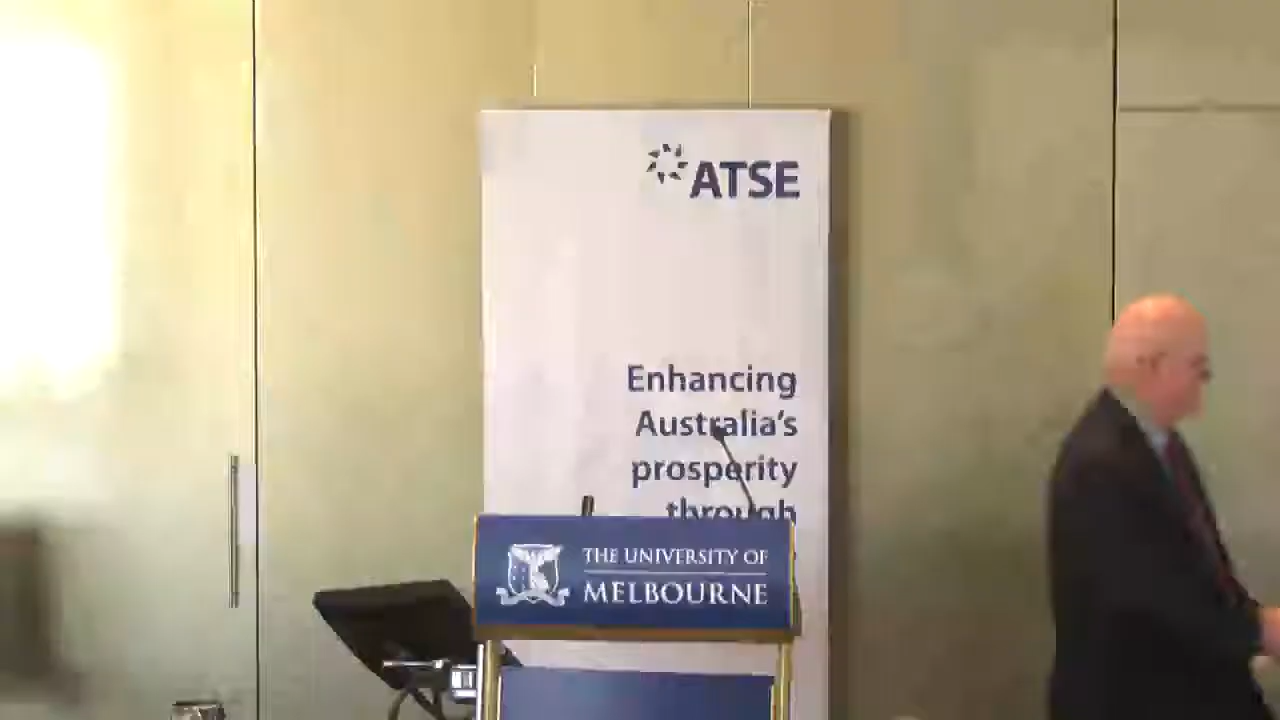 ATSE
Enhancing
Australia's
prosperity
through
THE UNIVERSITY OF
MELBOURNE